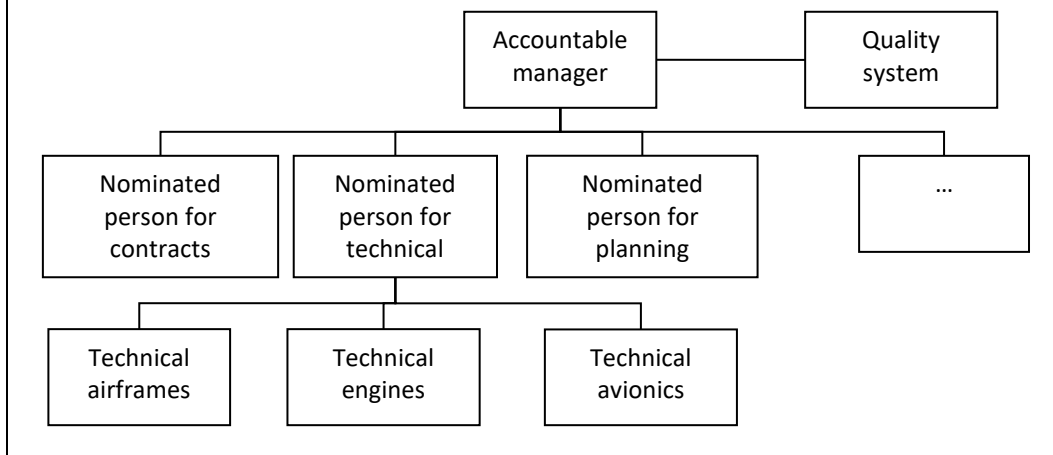 Accountable
manager
Quality
system
Nominated
person for
contracts
Nominated
person for
technical
Nominated
person for
planning
...
Technical
airframes
Technical
engines
Technical
avionics